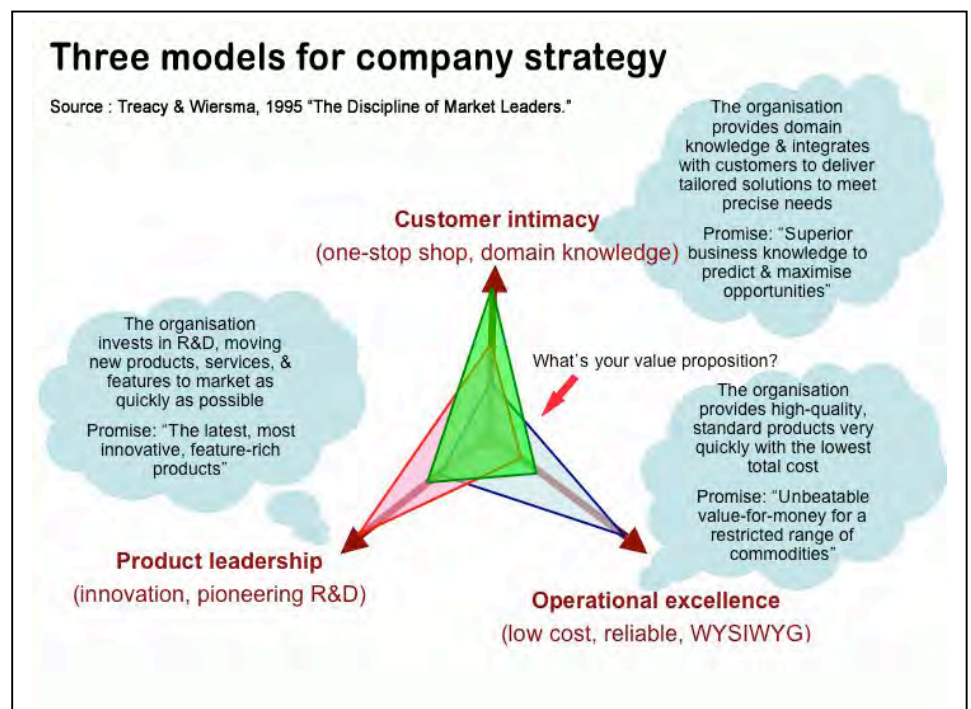 Three models for company strategy
Source : Treacy & Wiersma, 1995 "The Discipline of Market Leaders."
The organisation
provides domain
knowledge & integrates
with customers to deliver
tailored solutions to meet
precise needs
Promise: "Superior
business knowledge to
predict & maximise
opportunities"
Customer intimacy
(one-stop shop, domain knowledge)
The organisation
invests in R&D, moving
new products, services, &
features to market as
quickly as possible
Promise: "The latest, most
innovative, feature-rich
products"
What's your value proposition?
The organisation
provides high-quality,
standard products very
quickly with the lowest
total cost
Promise: "Unbeatable
value-for-money for a
restricted range of
commodities"
Product leadership
(innovation, pioneering R&D)
Operational excellence
(low cost, reliable, WYSIWYG)